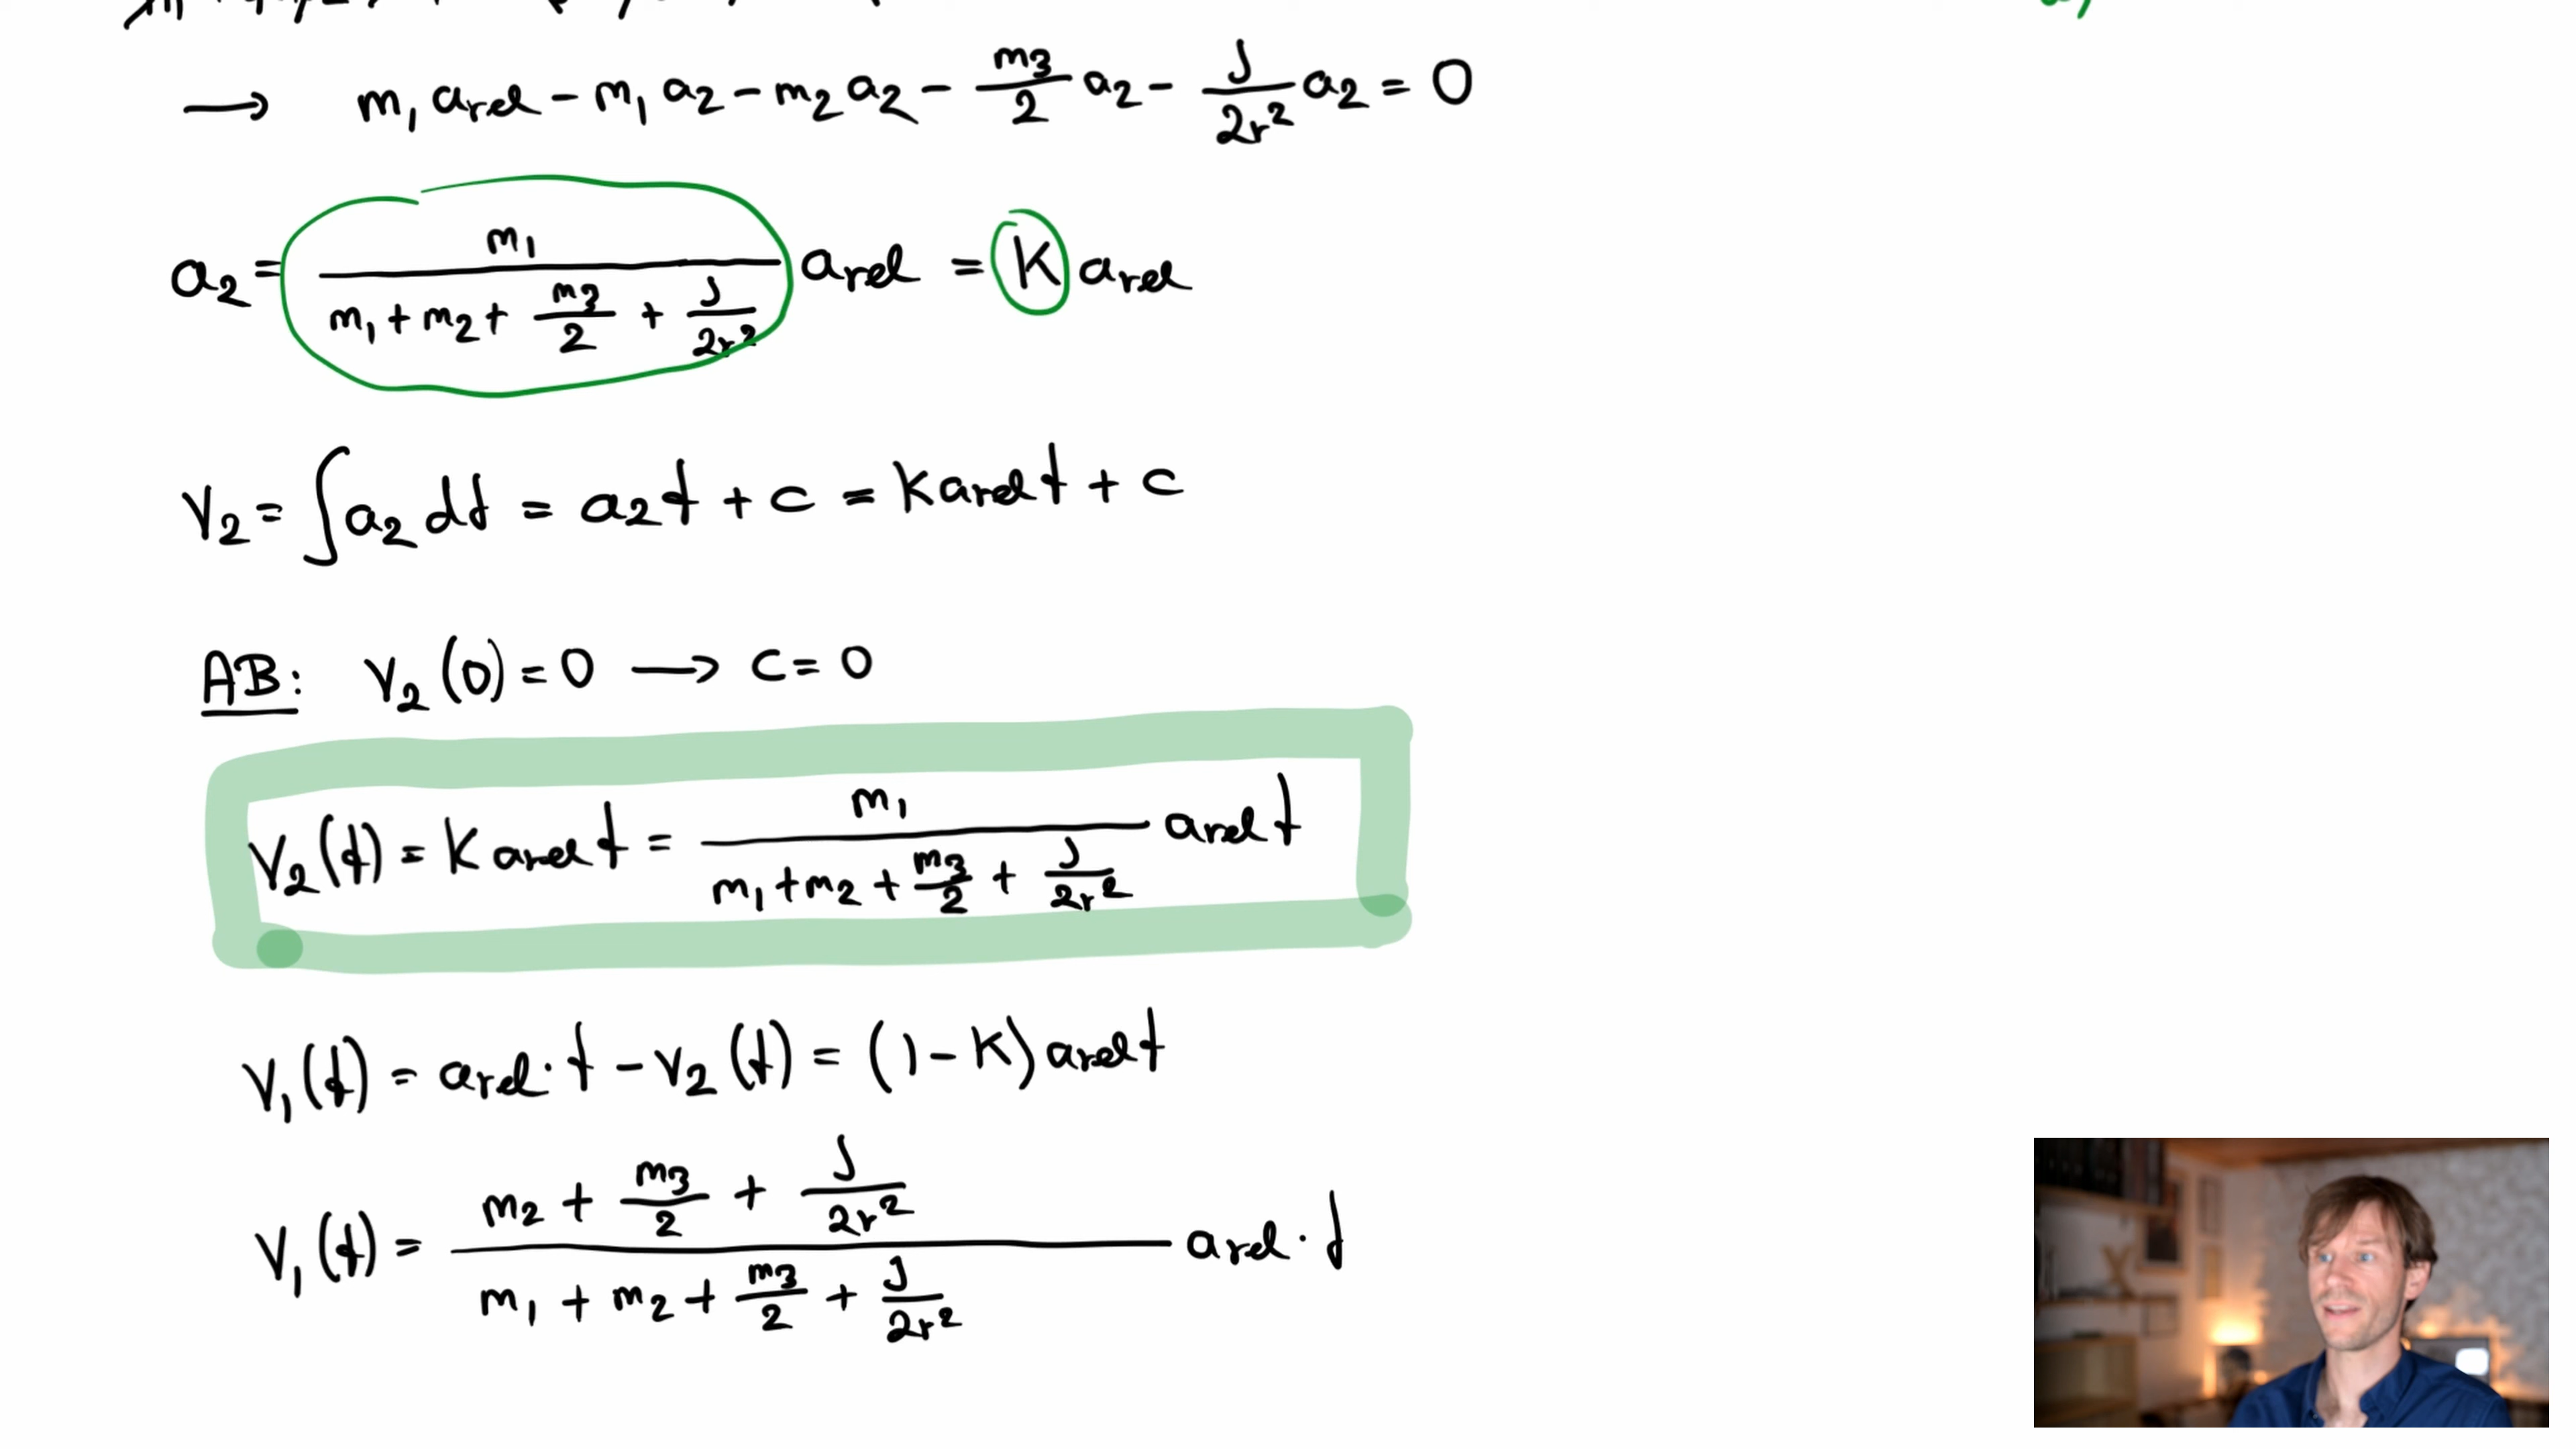 → m₁ a_rel − m₁ a₂ − m₂ a₂ − m₃/2 a₂ − J/(2r²) a₂ = 0
a₂ = m₁/(m₁ + m₂ + m₃/2 + J/(2r²)) a_rel = K a_rel
v₂ = ∫ a₂ dt = a₂ t + c = K a_rel t + c
AB: v₂(0) = 0 → c = 0
v₂(t) = K a_rel t = m₁/(m₁ + m₂ + m₃/2 + J/(2r²)) a_rel t
v₁(t) = a_rel · t − v₂(t) = (1 − K) a_rel t
v₁(t) = (m₂ + m₃/2 + J/(2r²))/(m₁ + m₂ + m₃/2 + J/(2r²)) a_rel · t